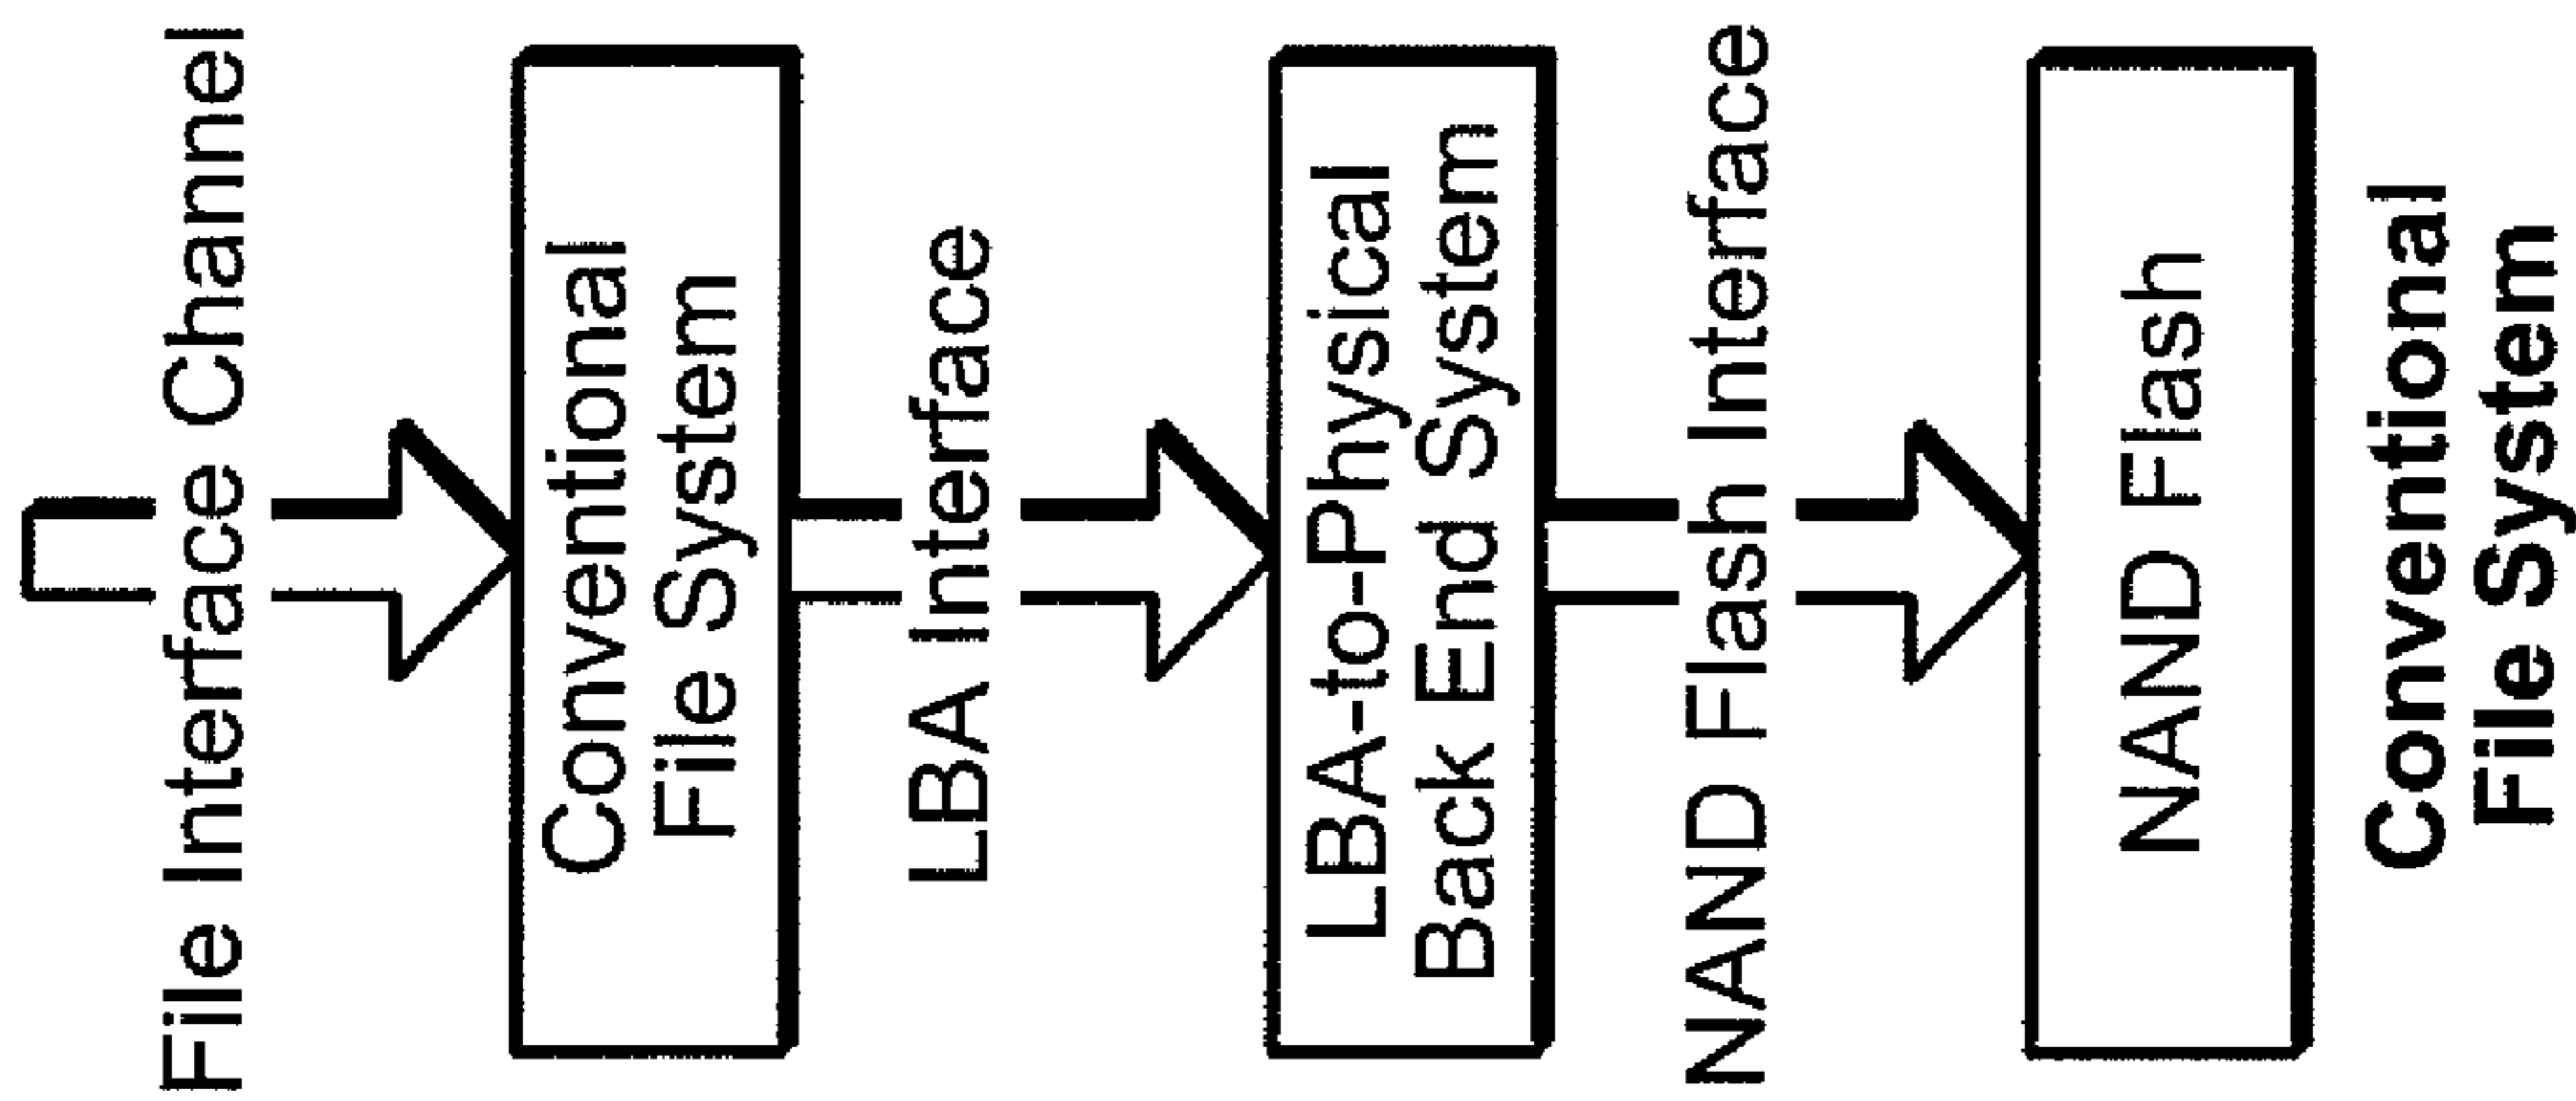 File Interface Channel
Conventional
File System
LBA Interface
LBA-to-Physical
Back End System
NAND Flash Interface
NAND Flash
Conventional
File System